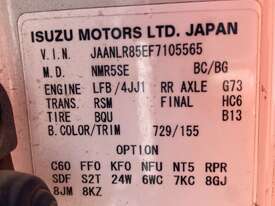 ISUZU MOTORS LTD. JAPAN
V. I. N. JAANLR85EF7105565
M. D. NMR5SE BC/BG
ENGINE LFB / 4JJ1 RR AXLE G73
TRANS. RSM FINAL HC6
TIRE BQU B13
B. COLOR/TRIM 729/155
OPTION
C60 FF0 KF0 NFU NT5 RPR
SDF S2T 24W 6WC 7KC 8GJ
8JM 8KZ